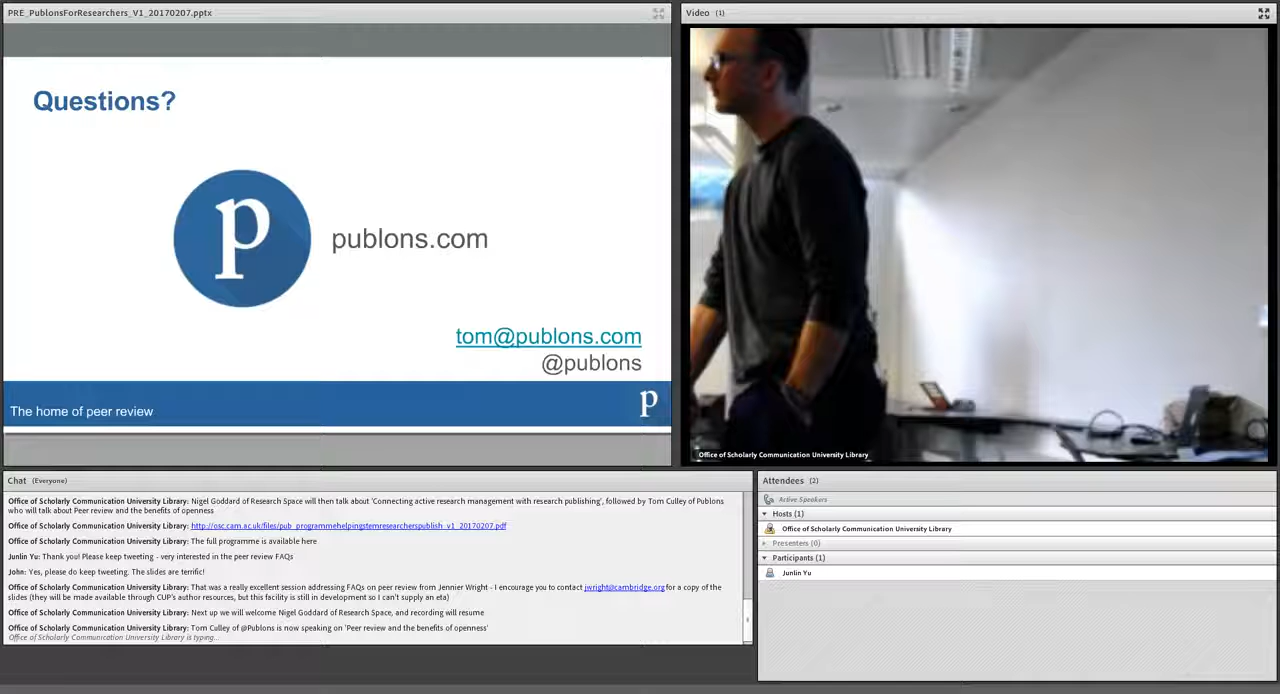 PRE_PublonsForResearchers_V1_20170207.pptx
Questions?
p
publons.com
tom@publons.com
@publons
The home of peer review
p
Video (1)
Office of Scholarly Communication University Library
Chat (Everyone)
Office of Scholarly Communication University Library: Nigel Goddard of Research Space will then talk about 'Connecting active research management with research publishing', followed by Tom Culley of Publons
who will talk about Peer review and the benefits of openness
Office of Scholarly Communication University Library: http://osc.cam.ac.uk/files/pub_programmehelpingstemresearcherspublish_v1_20170207.pdf
Office of Scholarly Communication University Library: The full programme is available here
Junlin Yu: Thank you! Please keep tweeting - very interested in the peer review FAQs
John: Yes, please do keep tweeting. The slides are terrific!
Office of Scholarly Communication University Library: That was a really excellent session addressing FAQs on peer review from Jennier Wright - I encourage you to contact jwright@cambridge.org for a copy of the
slides (they will be made available through CUP's author resources, but this facility is still in development so I can't supply an eta)
Office of Scholarly Communication University Library: Next up we will welcome Nigel Goddard of Research Space, and recording will resume
Office of Scholarly Communication University Library: Tom Culley of @Publons is now speaking on 'Peer review and the benefits of openness'
Office of Scholarly Communication University Library is typing...
Attendees (2)
Active Speakers
Hosts (1)
Office of Scholarly Communication University Library
Presenters (0)
Participants (1)
Junlin Yu